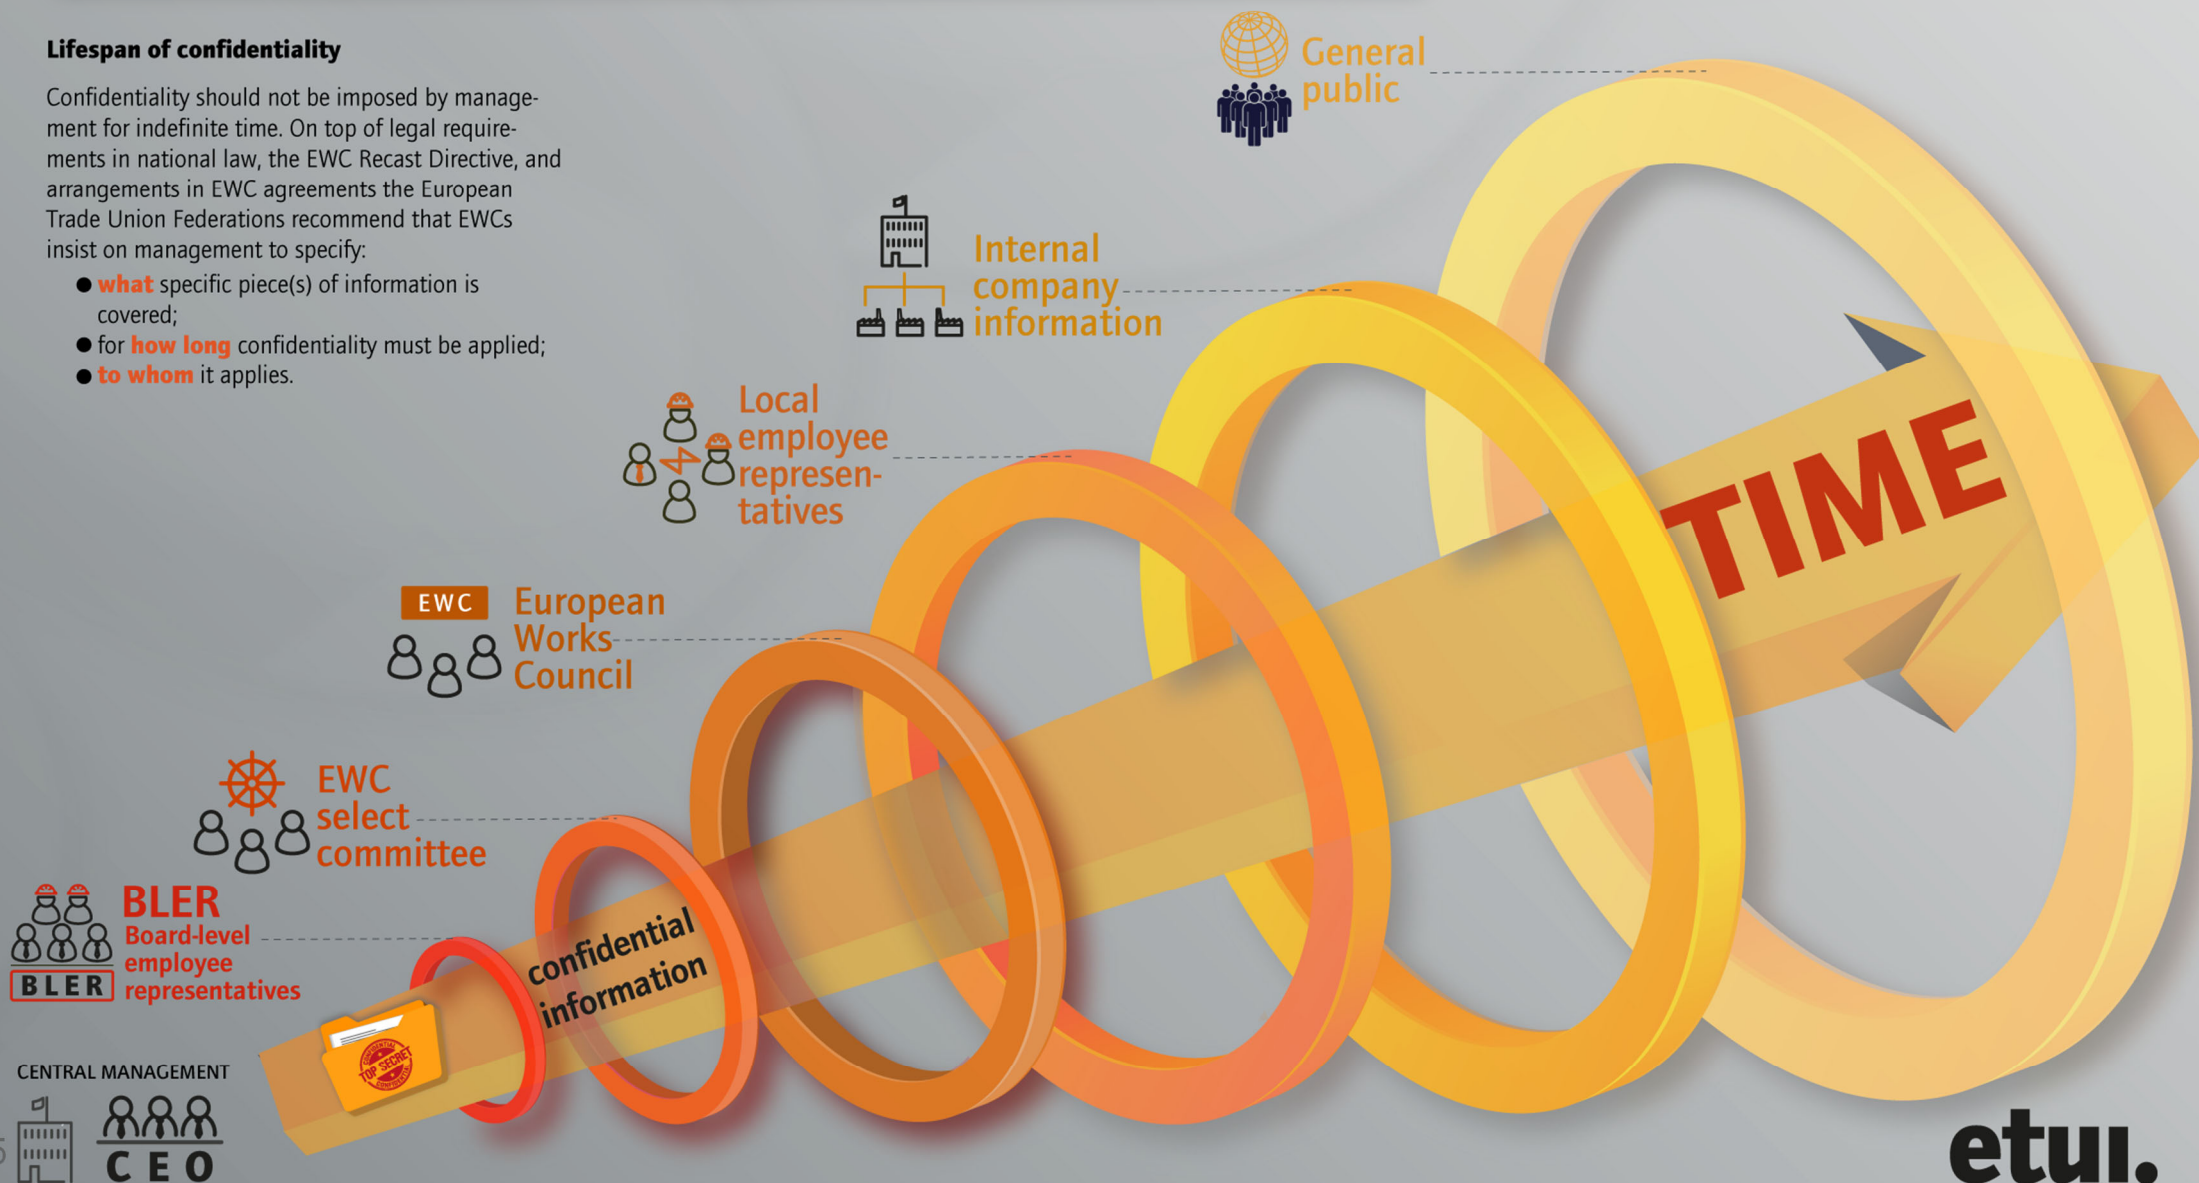 Lifespan of confidentiality
Confidentiality should not be imposed by manage-
ment for indefinite time. On top of legal require-
ments in national law, the EWC Recast Directive, and
arrangements in EWC agreements the European
Trade Union Federations recommend that EWCs
insist on management to specify:
● what specific piece(s) of information is
covered;
● for how long confidentiality must be applied;
● to whom it applies.
General
public
Internal
company
information
Local
employee
represen-
tatives
EWC
European
Works
Council
EWC
select
committee
BLER
Board-level
employee
representatives
BLER
CENTRAL MANAGEMENT
CEO
CONFIDENTIAL
TOP SECRET
confidential
information
TIME
etui.